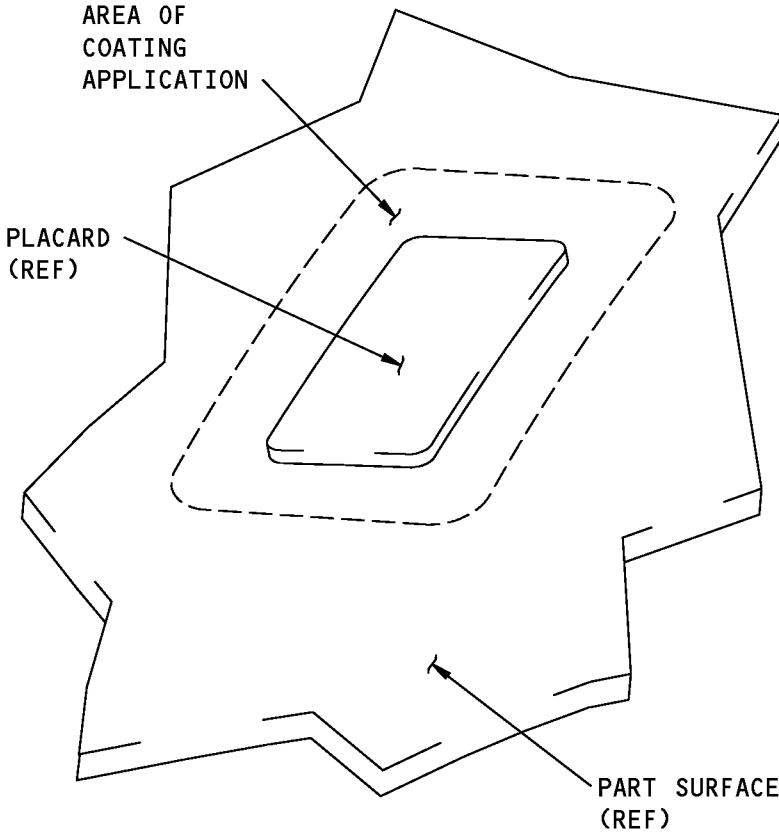 AREA OF
COATING
APPLICATION
PLACARD
(REF)
PART SURFACE
(REF)